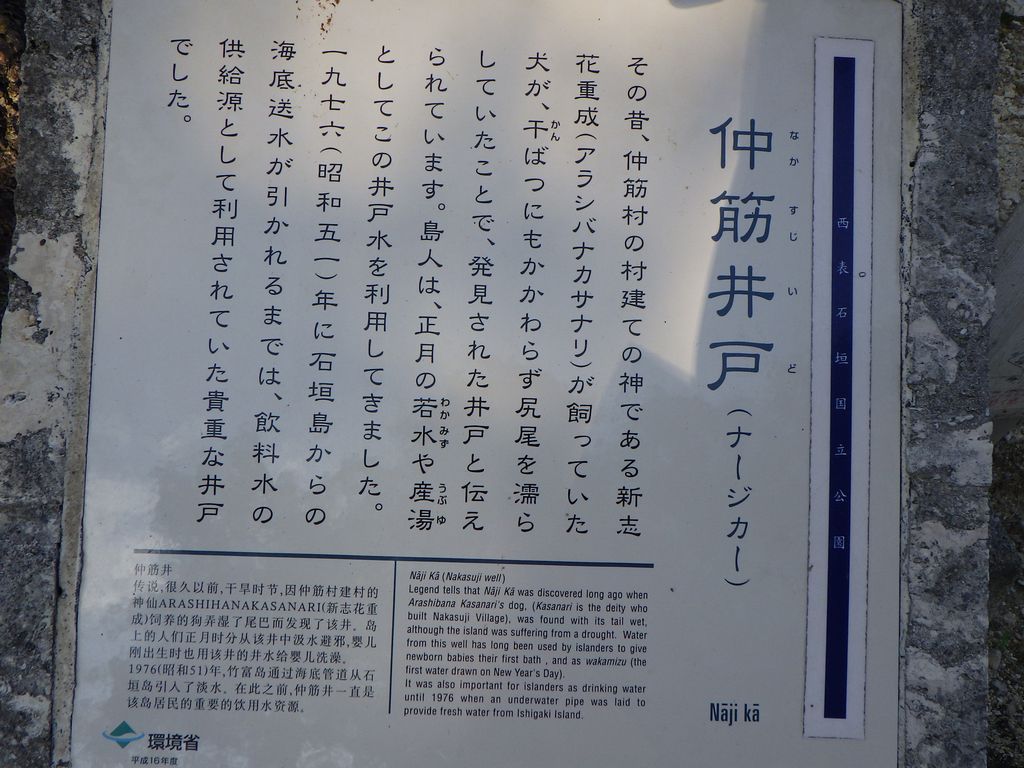 西表石垣国立公園
仲筋井戸(ナージカー)
なかすじいど
その昔、仲筋村の村建ての神である新志
花重成(アラシバナカサナリ)が飼っていた
犬が、干ばつにもかかわらず尻尾を濡ら
かん
していたことで、発見された井戸と伝え
られています。島人は、正月の若水や産湯
わかみず うぶゆ
としてこの井戸水を利用してきました。
一九七六(昭和五一)年に石垣島からの
海底送水が引かれるまでは、飲料水の
供給源として利用されていた貴重な井戸
でした。
Nāji kā
仲筋井
传说,很久以前,干旱时节,因仲筋村建村的
神仙ARASHIHANAKASANARI(新志花重
成)饲养的狗弄湿了尾巴而发现了该井。岛
上的人们正月时分从该井中汲水避邪,婴儿
刚出生时也用该井的井水给婴儿洗澡。
1976(昭和51)年,竹富岛通过海底管道从石
垣岛引入了淡水。在此之前,仲筋井一直是
该岛居民的重要的饮用水资源。
Nāji Kā (Nakasuji well)
Legend tells that Nāji Kā was discovered long ago when
Arashibana Kasanari's dog, (Kasanari is the deity who
built Nakasuji Village), was found with its tail wet,
although the island was suffering from a drought. Water
from this well has long been used by islanders to give
newborn babies their first bath , and as wakamizu (the
first water drawn on New Year's Day).
It was also important for islanders as drinking water
until 1976 when an underwater pipe was laid to
provide fresh water from Ishigaki Island.
環境省
平成16年度